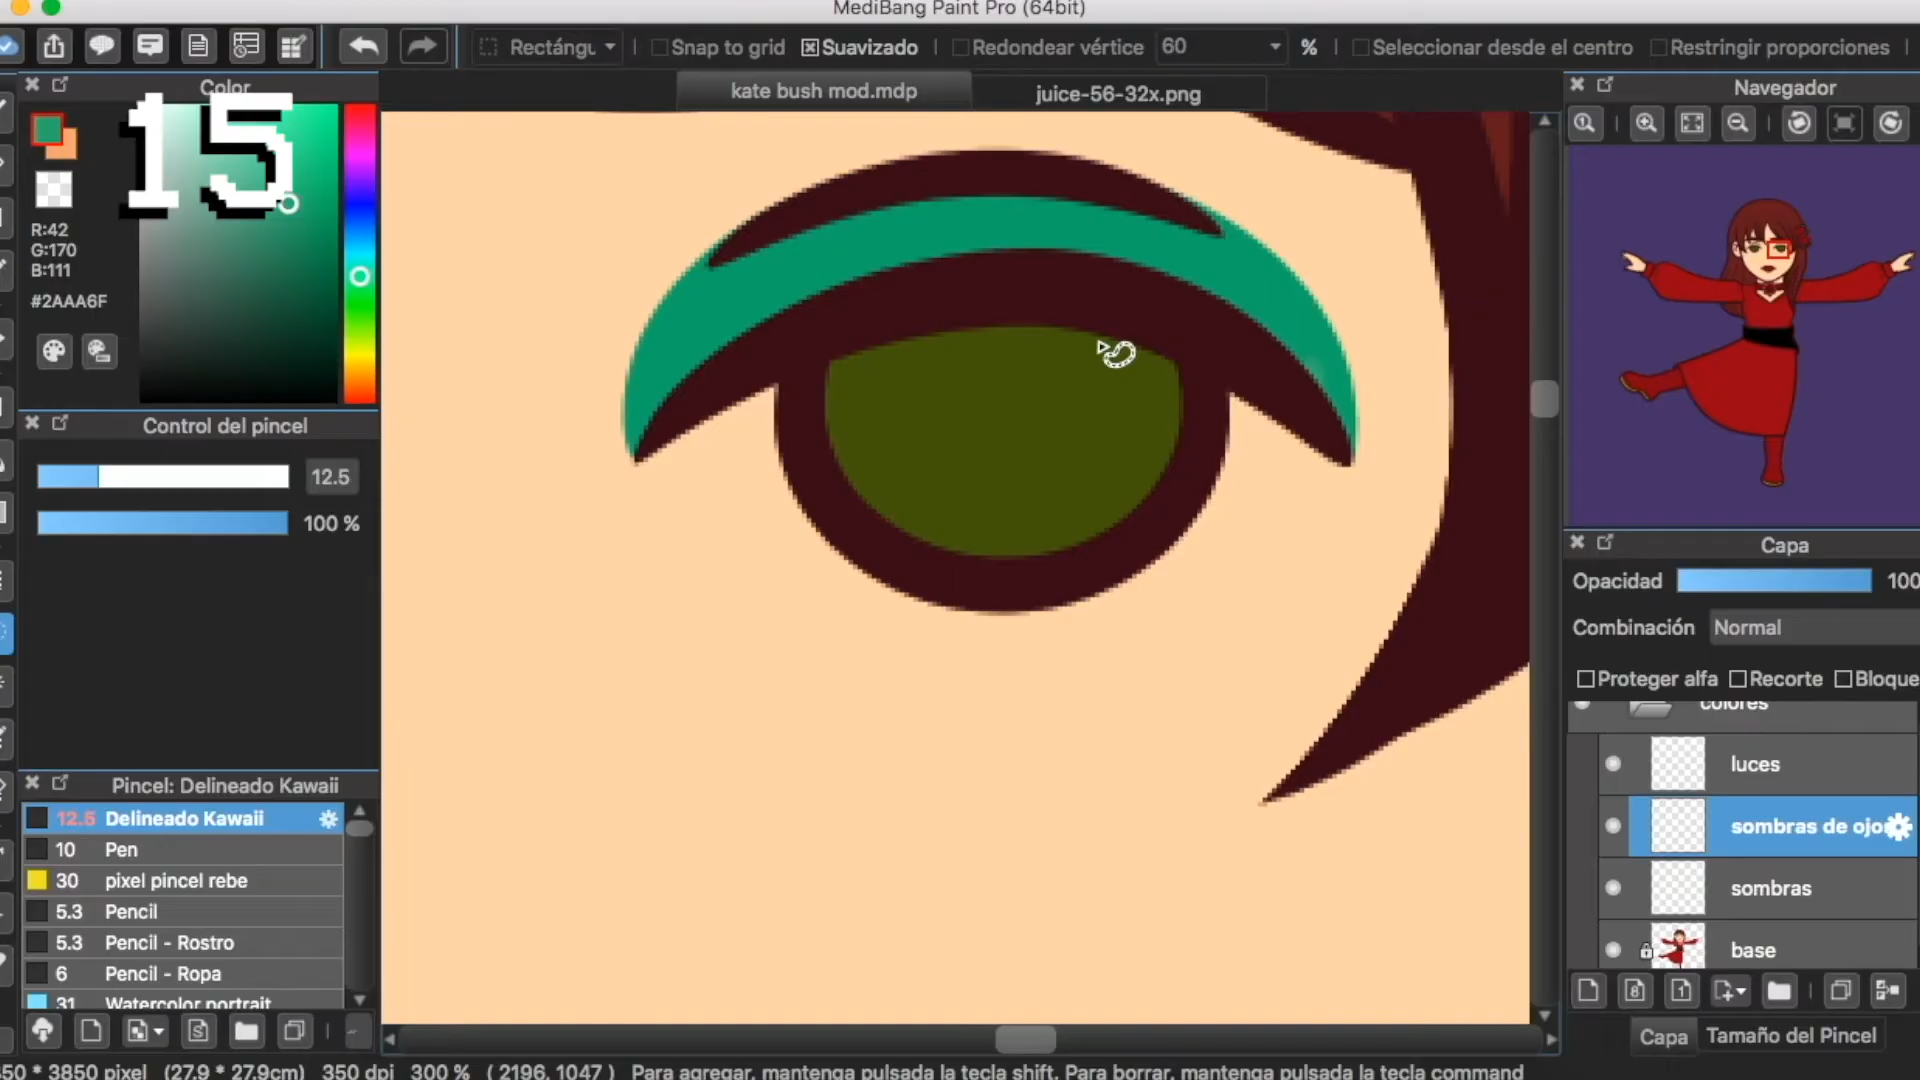 MediBang Paint Pro (64bit)
Rectángu
Snap to grid
Suavizado
Redondear vértice
60
%
Seleccionar desde el centro
Restringir proporciones
Color
15
R:42
G:170
B:111
#2AAA6F
kate bush mod.mdp
juice-56-32x.png
Navegador
Control del pincel
12.5
100 %
Pincel: Delineado Kawaii
12.5 Delineado Kawaii
10 Pen
30 pixel pincel rebe
5.3 Pencil
5.3 Pencil - Rostro
6 Pencil - Ropa
31 Watercolor portrait
Capa
Opacidad
100
Combinación
Normal
Proteger alfa
Recorte
Bloque
colores
luces
sombras de ojo
sombras
base
Capa
Tamaño del Pincel
50 * 3850 pixel (27.9 * 27.9cm) 350 dpi 300 % ( 2196, 1047 ) Para agregar, mantenga pulsada la tecla shift. Para borrar, mantenga pulsada la tecla command